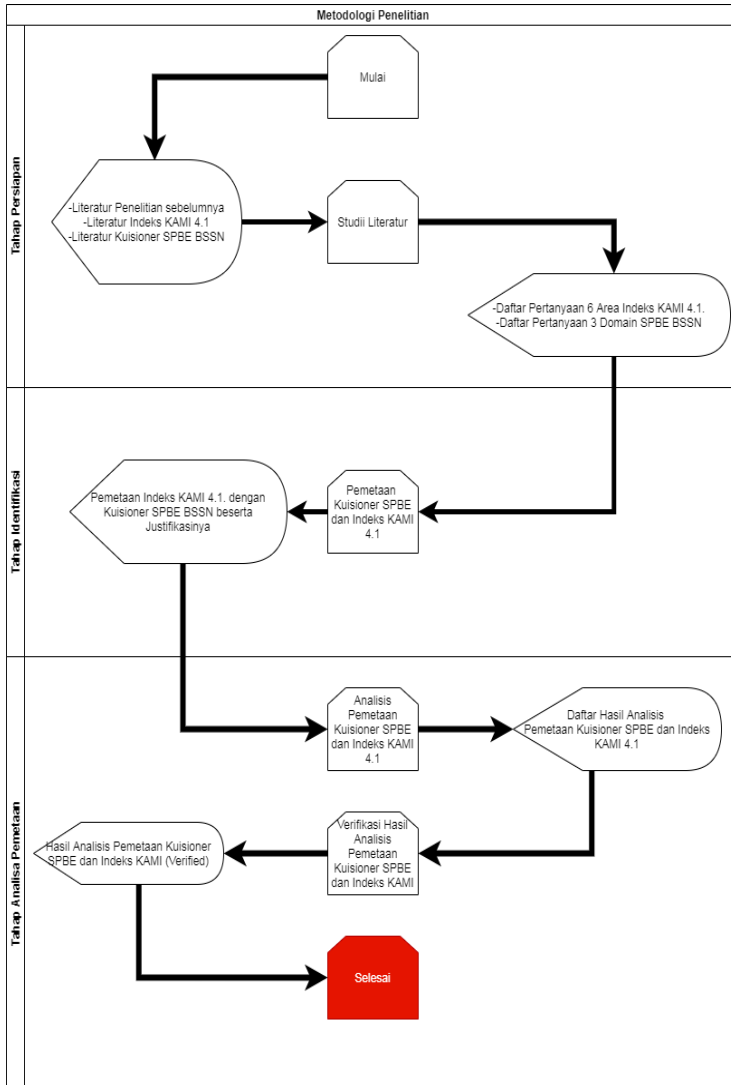 Metodologi Penelitian
Tahap Persiapan
Mulai
-Literatur Penelitian sebelumnya
-Literatur Indeks KAMI 4.1
-Literatur Kuisioner SPBE BSSN
Studii Literatur
-Daftar Pertanyaan 6 Area Indeks KAMI 4.1.
-Daftar Pertanyaan 3 Domain SPBE BSSN
Tahap Identifikasi
Pemetaan
Kuisioner SPBE
dan Indeks KAMI
4.1
Pemetaan Indeks KAMI 4.1. dengan
Kuisioner SPBE BSSN beserta
Justifikasinya
Tahap Analisa Pemetaan
Analisis
Pemetaan
Kuisioner SPBE
dan Indeks KAMI
4.1
Daftar Hasil Analisis
Pemetaan Kuisioner SPBE dan Indeks
KAMI 4.1
Verifikasi Hasil
Analisis
Pemetaan
Kuisioner SPBE
dan Indeks KAMI
Hasil Analisis Pemetaan Kuisioner
SPBE dan Indeks KAMI (Verified)
Selesai